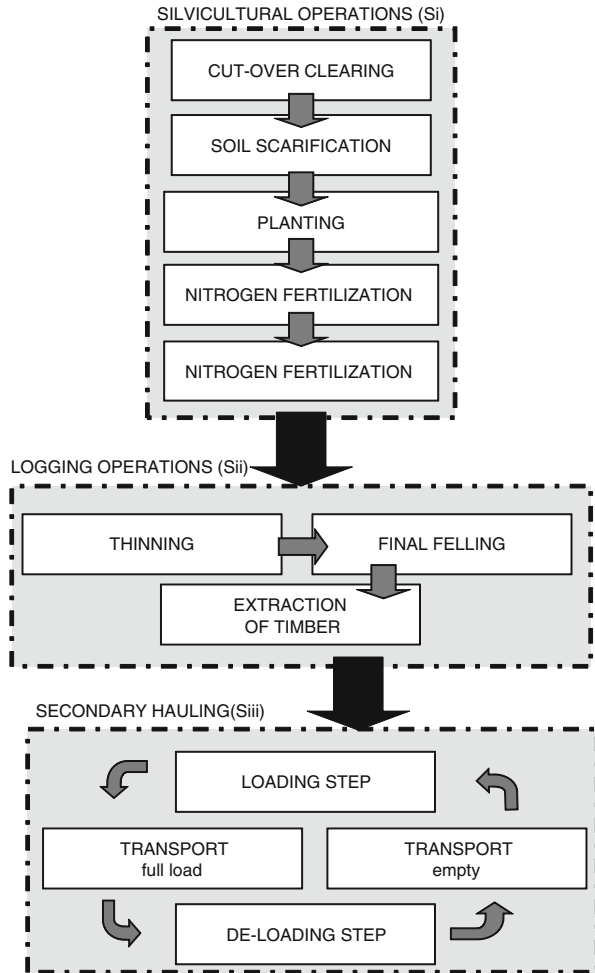 SILVICULTURAL OPERATIONS (Si)
CUT-OVER CLEARING
SOIL SCARIFICATION
PLANTING
NITROGEN FERTILIZATION
NITROGEN FERTILIZATION
LOGGING OPERATIONS (Sii)
THINNING
FINAL FELLING
EXTRACTION
OF TIMBER
SECONDARY HAULING(Siii)
LOADING STEP
TRANSPORT
full load
TRANSPORT
empty
DE-LOADING STEP